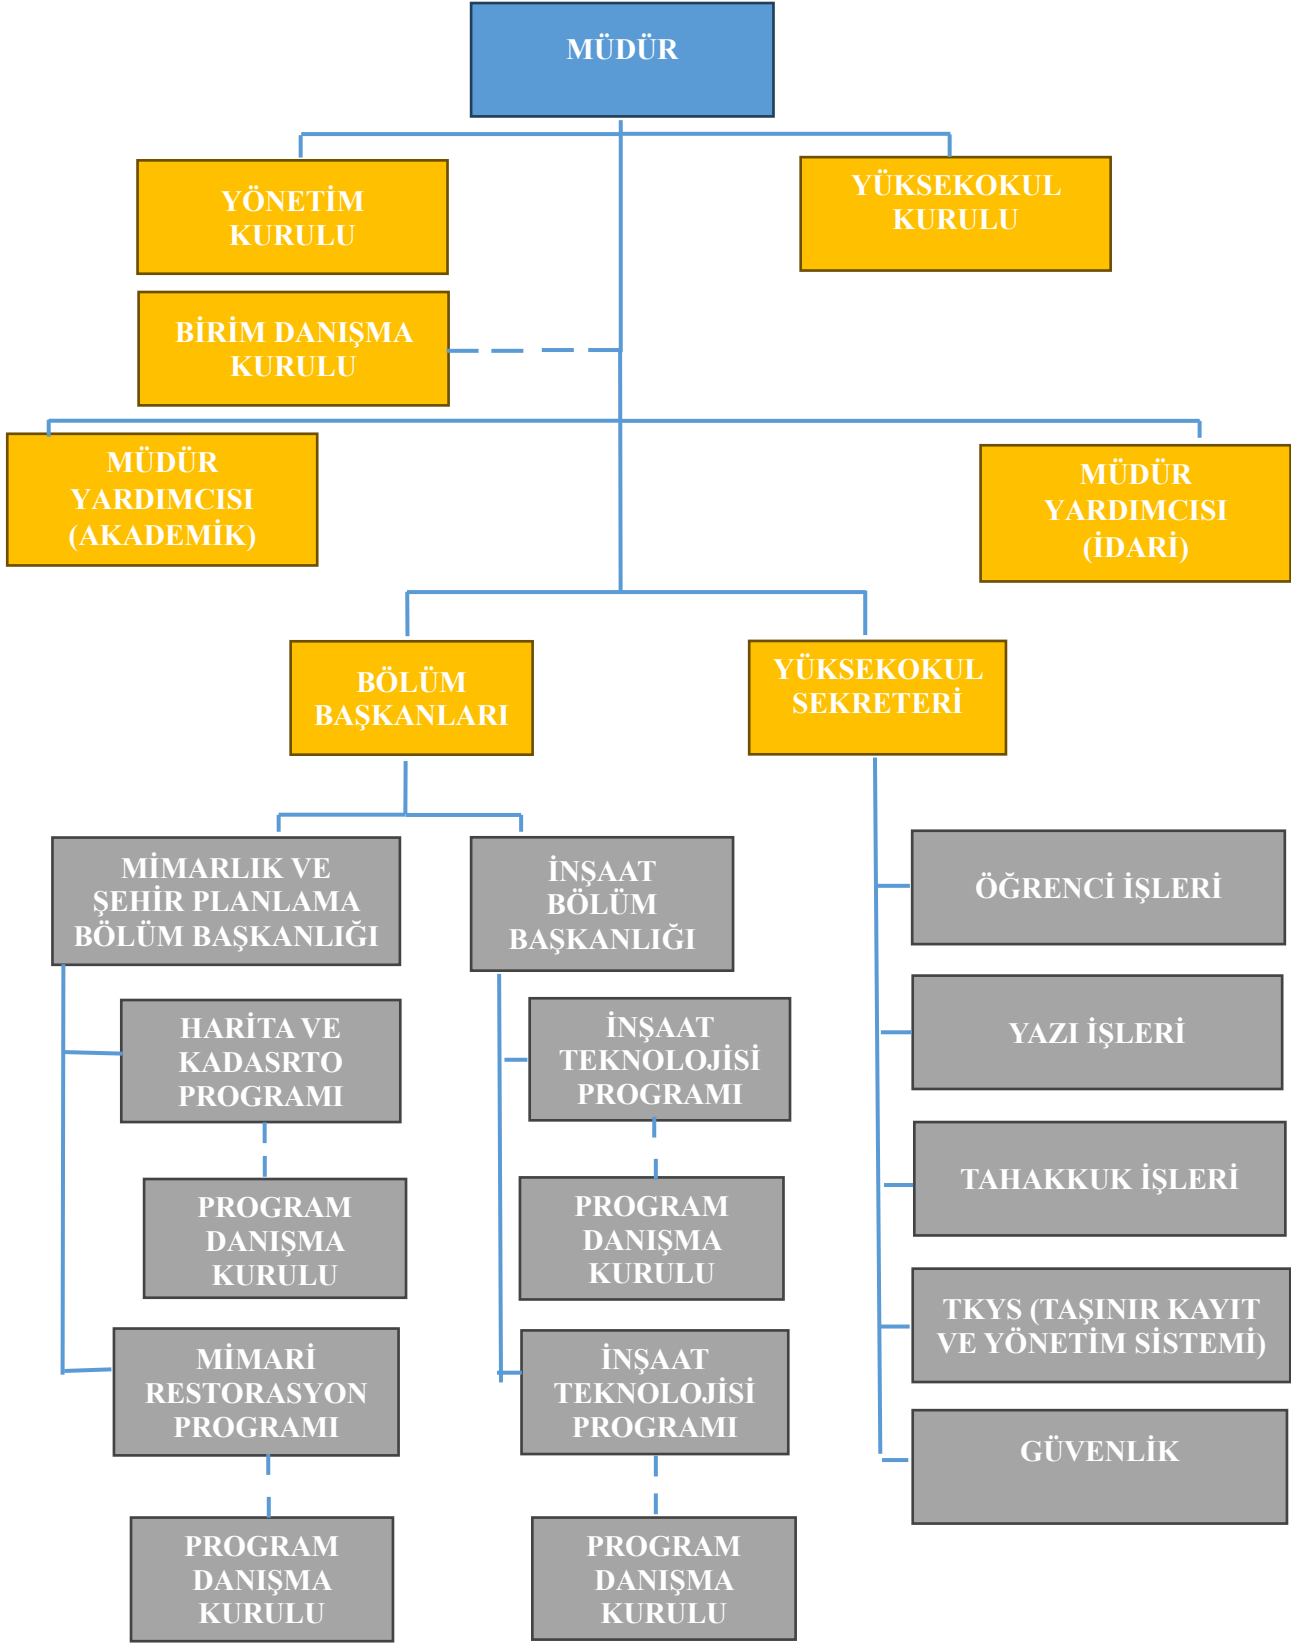 MÜDÜR
YÖNETİM
KURULU
YÜKSEKOKUL
KURULU
BİRİM DANIŞMA
KURULU
MÜDÜR
YARDIMCISI
(AKADEMİK)
MÜDÜR
YARDIMCISI
(İDARİ)
BÖLÜM
BAŞKANLARI
YÜKSEKOKUL
SEKRETERİ
MİMARLIK VE
ŞEHİR PLANLAMA
BÖLÜM BAŞKANLIĞI
HARİTA VE
KADASRTO
PROGRAMI
PROGRAM
DANIŞMA
KURULU
MİMARİ
RESTORASYON
PROGRAMI
PROGRAM
DANIŞMA
KURULU
İNŞAAT
BÖLÜM
BAŞKANLIĞI
İNŞAAT
TEKNOLOJİSİ
PROGRAMI
PROGRAM
DANIŞMA
KURULU
İNŞAAT
TEKNOLOJİSİ
PROGRAMI
PROGRAM
DANIŞMA
KURULU
ÖĞRENCİ İŞLERİ
YAZI İŞLERİ
TAHAKKUK İŞLERİ
TKYS (TAŞINIR KAYIT
VE YÖNETİM SİSTEMİ)
GÜVENLİK